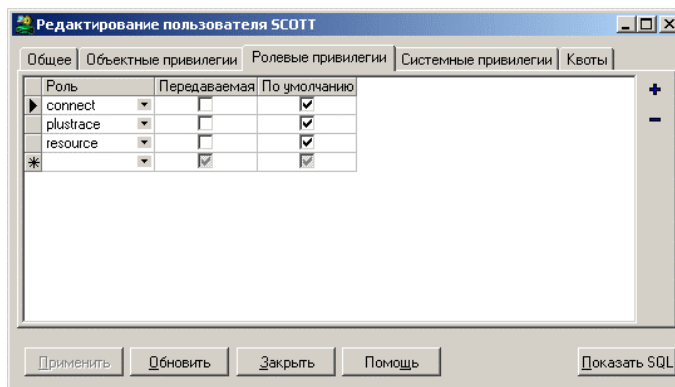 Редактирование пользователя SCOTT
Общее Объектные привилегии Ролевые привилегии Системные привилегии Квоты
Роль Передаваемая По умолчанию
connect
plustrace
resource
Применить Обновить Закрыть Помощь Показать SQL